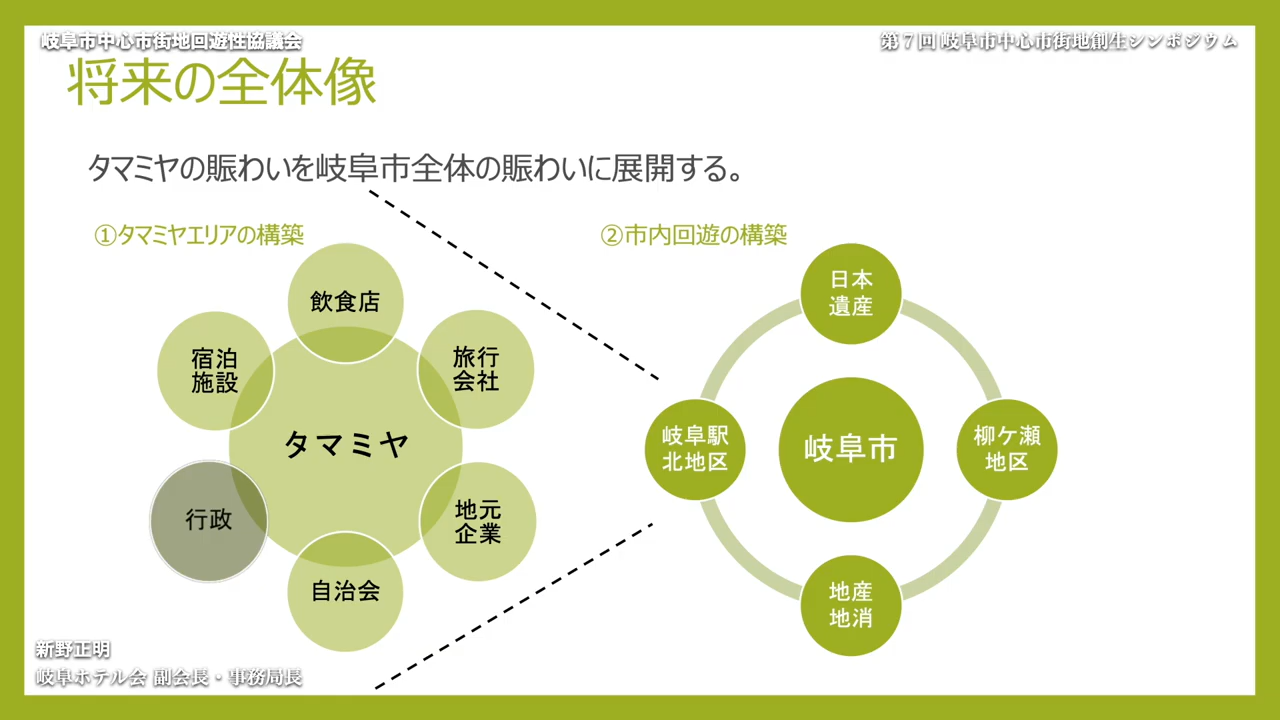 岐阜市中心市街地回遊性協議会
第7回 岐阜市中心市街地創生シンポジウム
将来の全体像
タマミヤの賑わいを岐阜市全体の賑わいに展開する。
①タマミヤエリアの構築
飲食店
宿泊
施設
旅行
会社
タマミヤ
行政
地元
企業
自治会
②市内回遊の構築
日本
遺産
岐阜駅
北地区
岐阜市
柳ケ瀬
地区
地産
地消
新野正明
岐阜ホテル会 副会長・事務局長